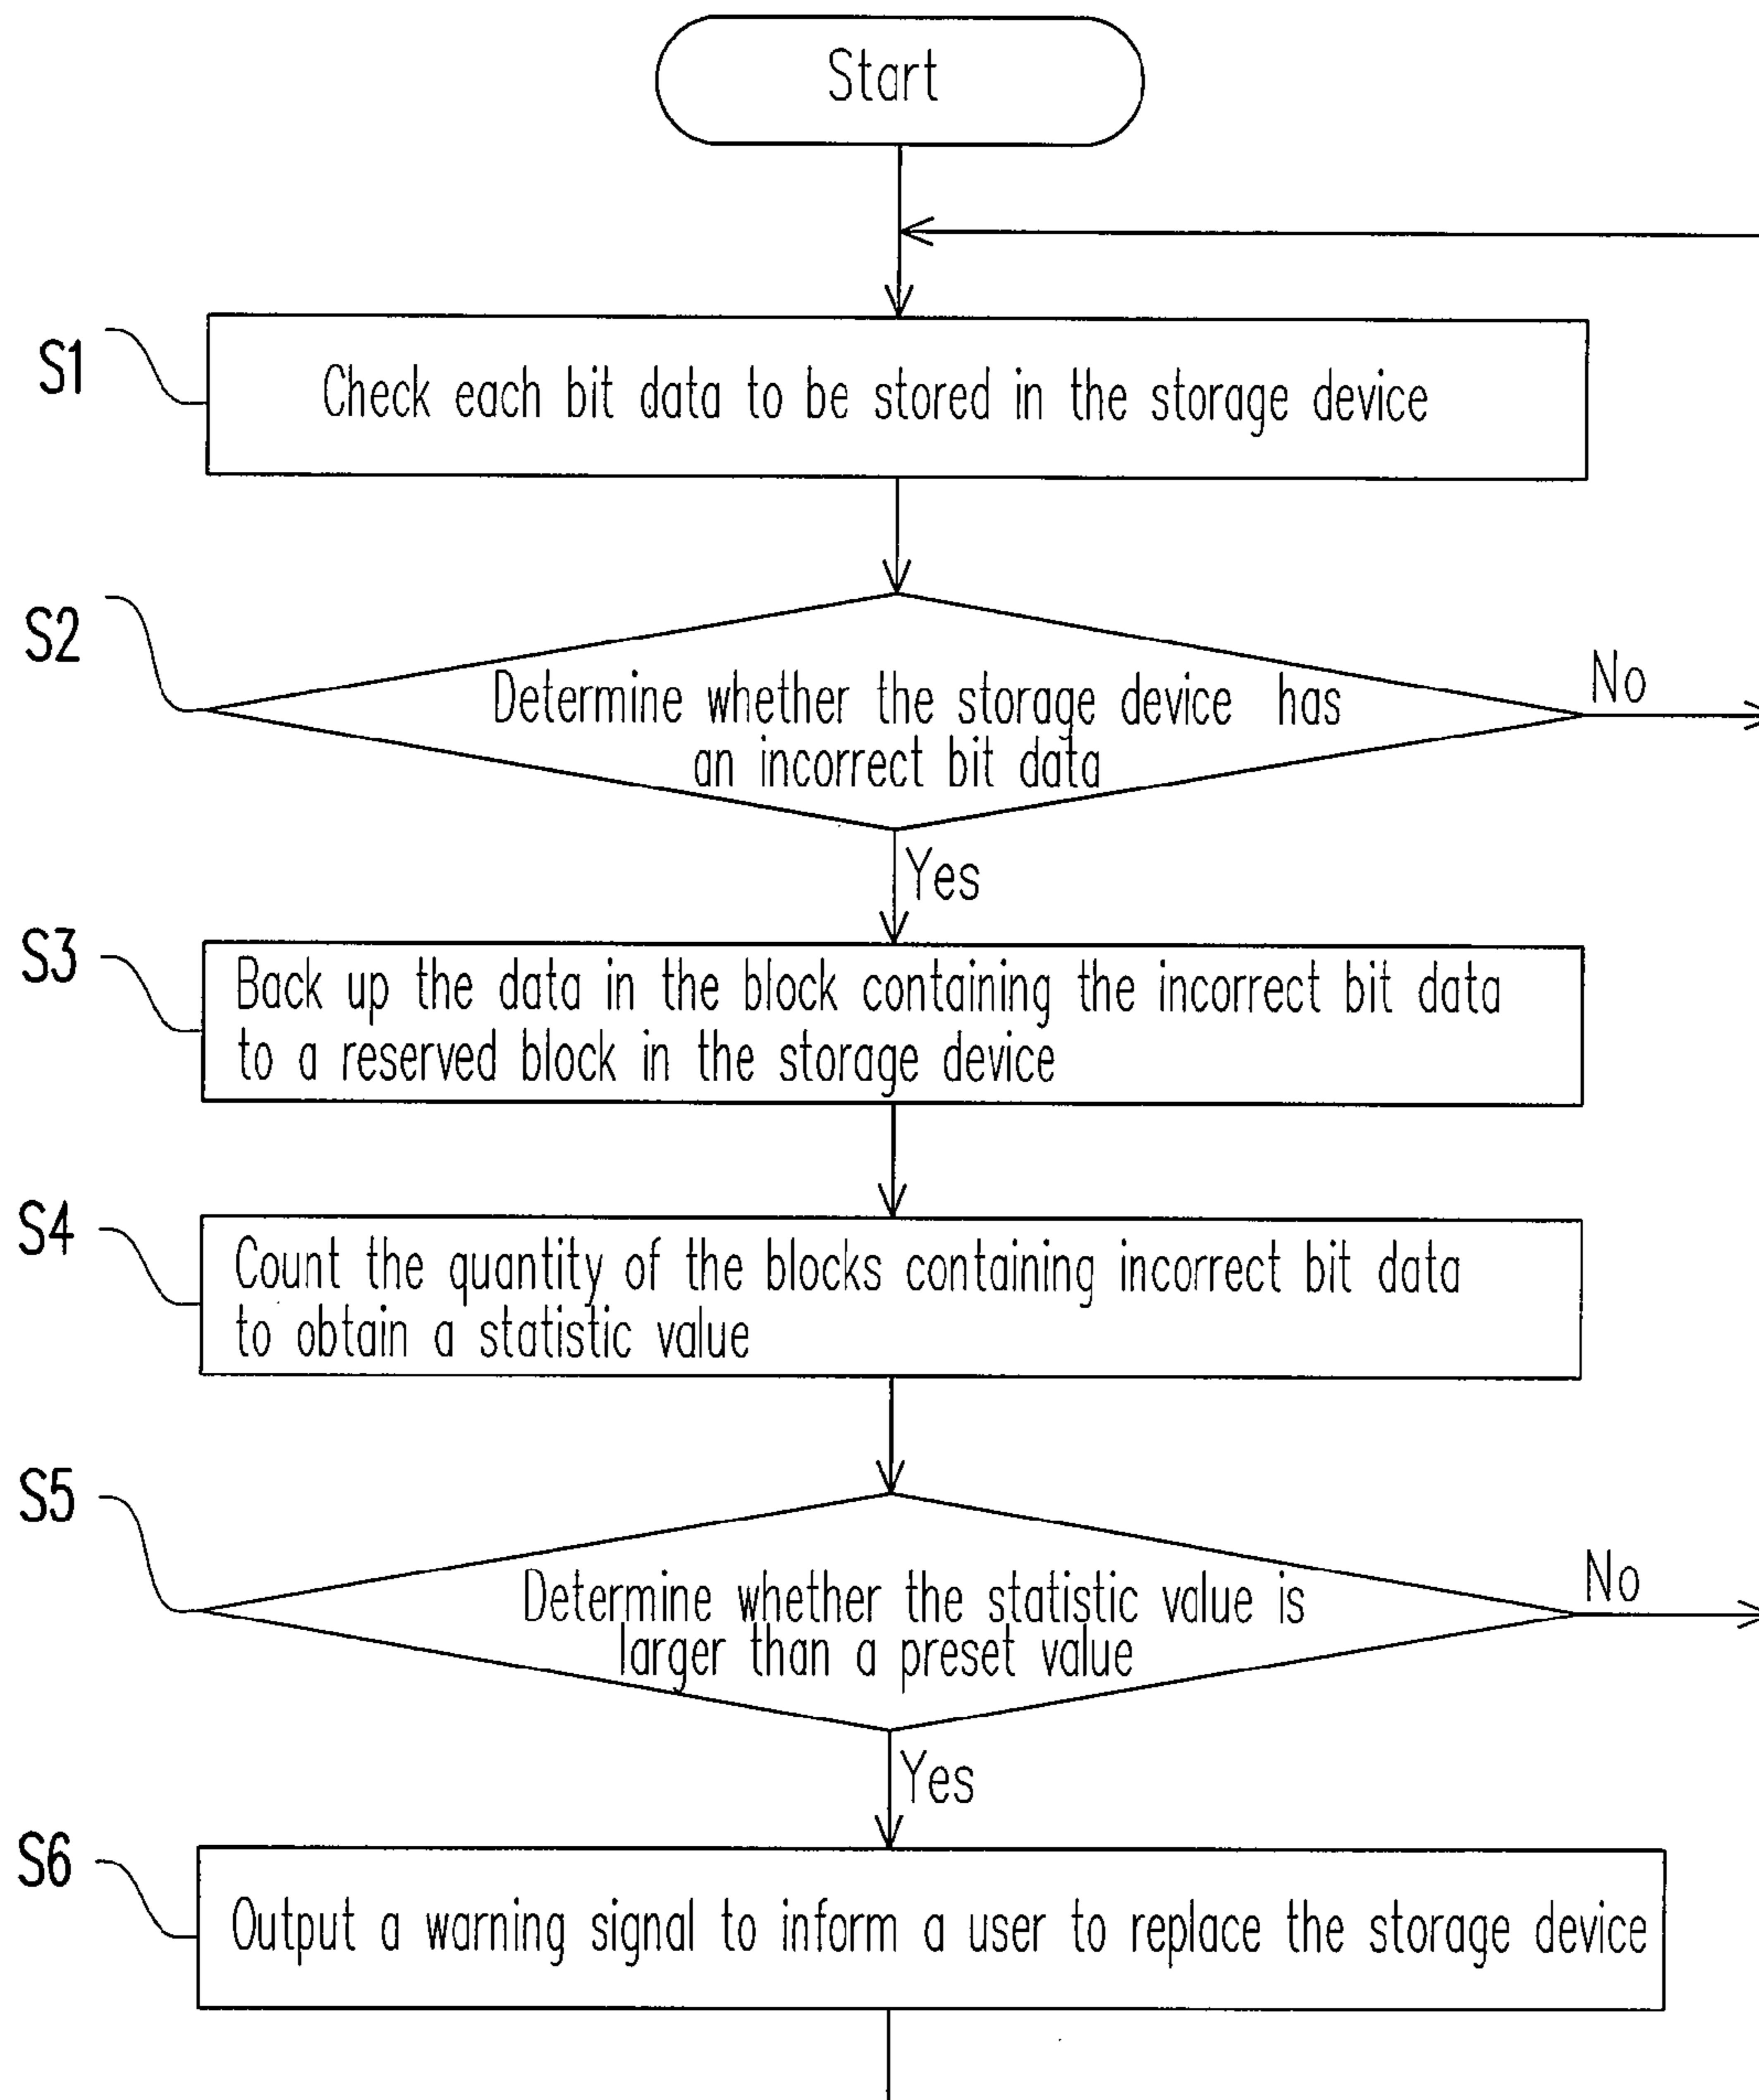 Start
S1
Check each bit data to be stored in the storage device
S2
Determine whether the storage device has
an incorrect bit data
No
Yes
S3
Back up the data in the block containing the incorrect bit data
to a reserved block in the storage device
S4
Count the quantity of the blocks containing incorrect bit data
to obtain a statistic value
S5
Determine whether the statistic value is
larger than a preset value
No
Yes
S6
Output a warning signal to inform a user to replace the storage device